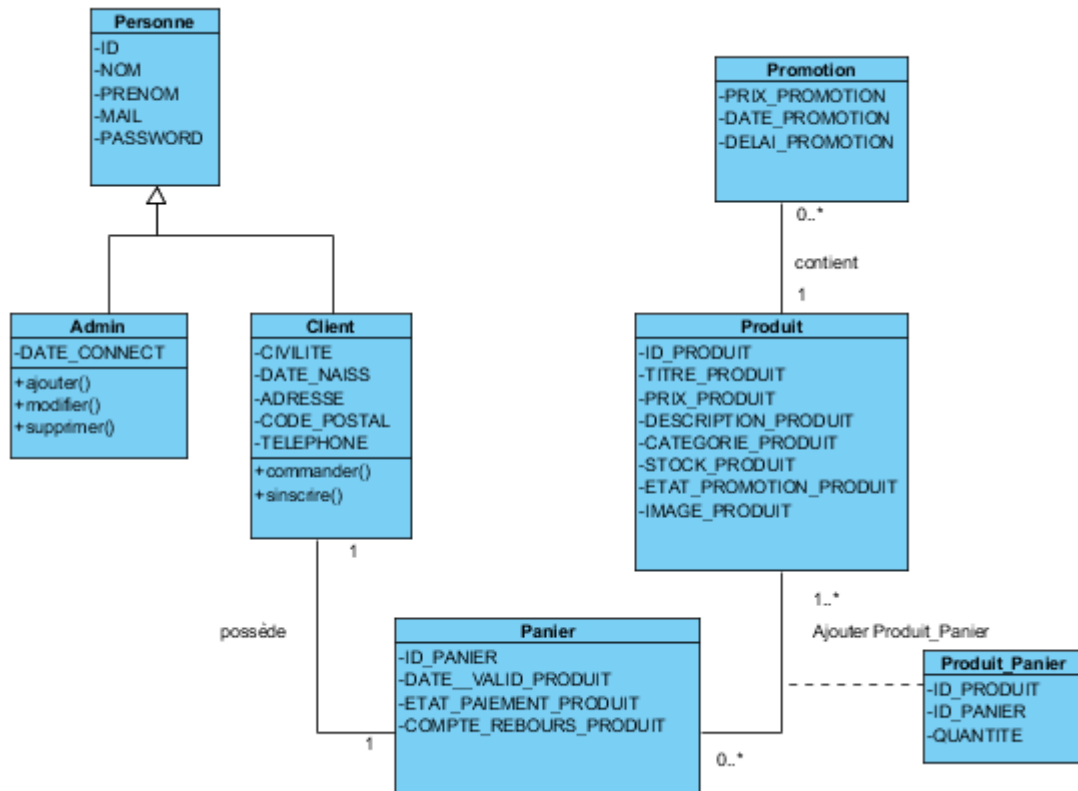 Personne
-ID
-NOM
-PRENOM
-MAIL
-PASSWORD
Promotion
-PRIX_PROMOTION
-DATE_PROMOTION
-DELAI_PROMOTION
0..*
contient
1
Admin
-DATE_CONNECT
+ajouter()
+modifier()
+supprimer()
Client
-CIVILITE
-DATE_NAISS
-ADRESSE
-CODE_POSTAL
-TELEPHONE
+commander()
+sinscrire()
Produit
-ID_PRODUIT
-TITRE_PRODUIT
-PRIX_PRODUIT
-DESCRIPTION_PRODUIT
-CATEGORIE_PRODUIT
-STOCK_PRODUIT
-ETAT_PROMOTION_PRODUIT
-IMAGE_PRODUIT
1
possède
1
Panier
-ID_PANIER
-DATE__VALID_PRODUIT
-ETAT_PAIEMENT_PRODUIT
-COMPTE_REBOURS_PRODUIT
1..*
Ajouter Produit_Panier
0..*
Produit_Panier
-ID_PRODUIT
-ID_PANIER
-QUANTITE